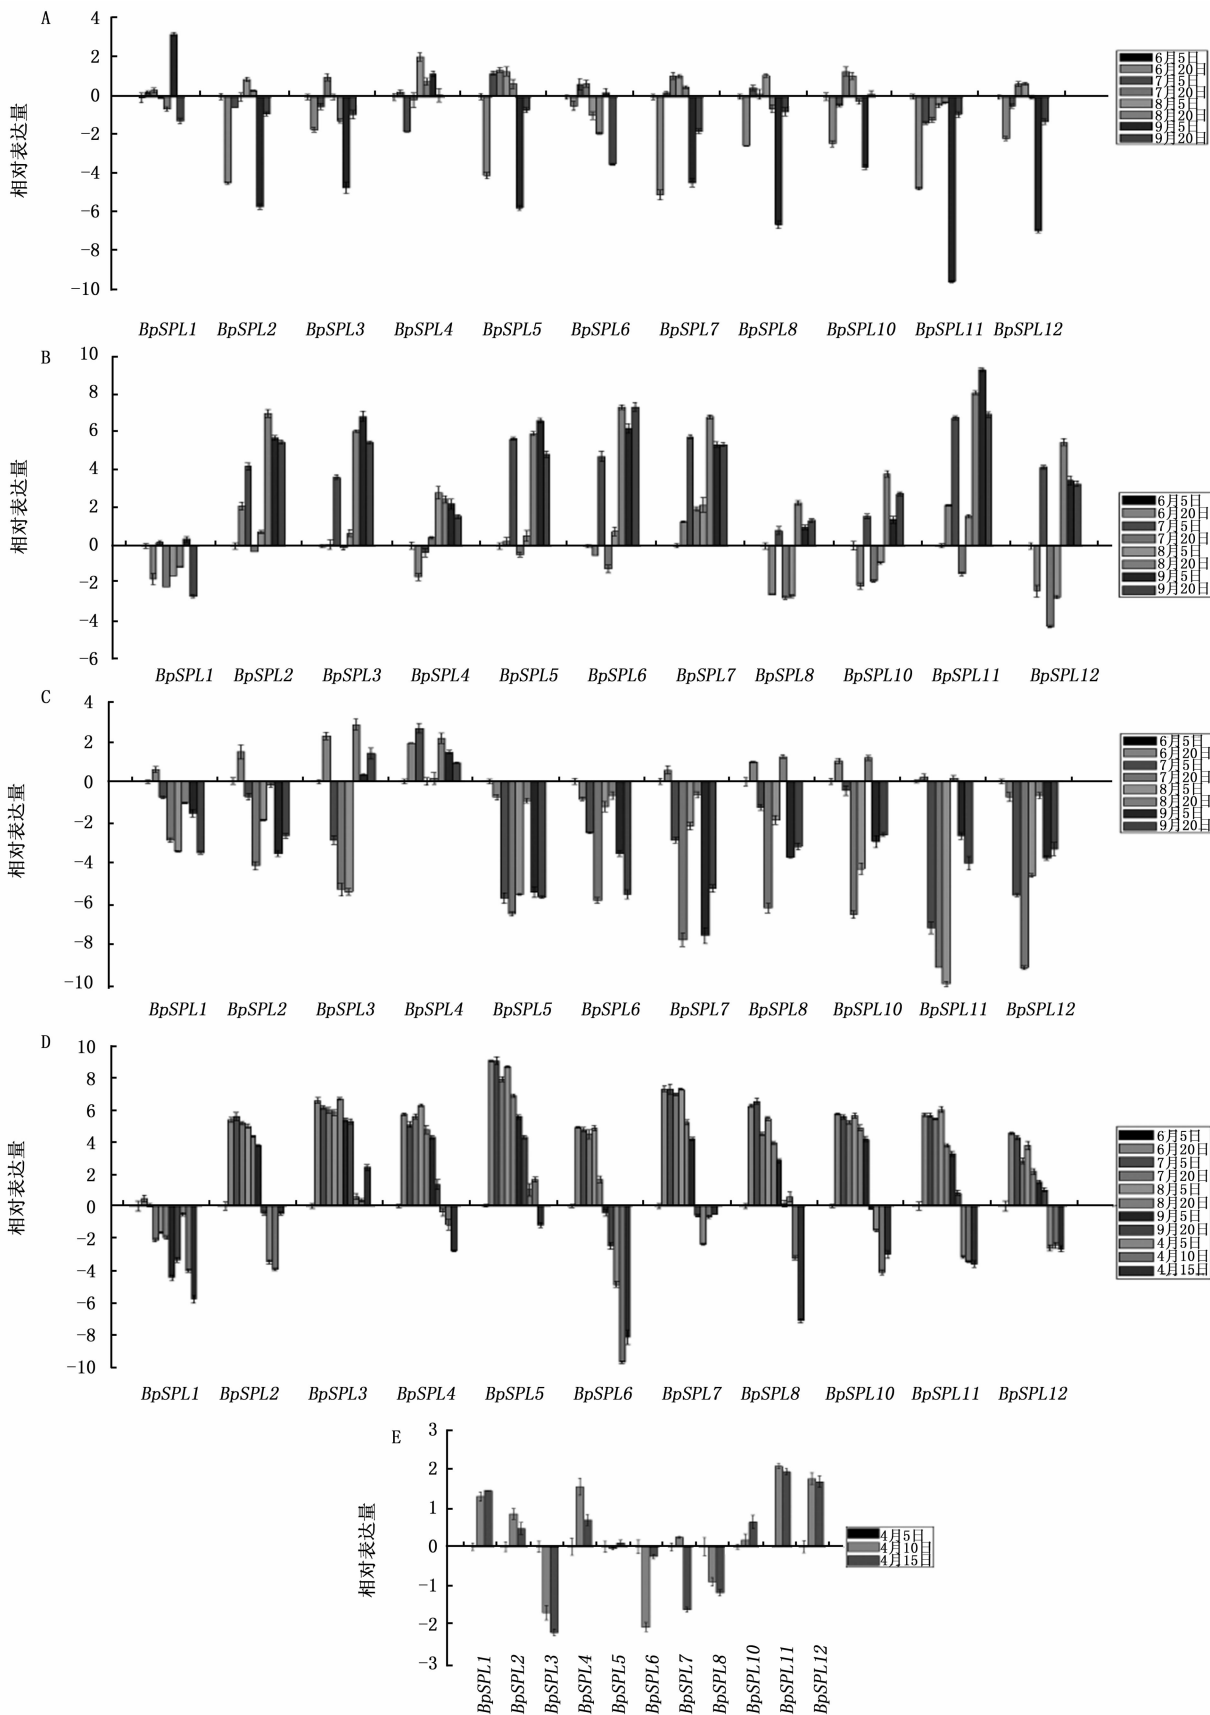 A
4
2
0
−2
−4
−6
−8
−10
相对表达量
6月5日
6月20日
7月5日
7月20日
8月5日
8月20日
9月5日
9月20日
BpSPL1 BpSPL2 BpSPL3 BpSPL4 BpSPL5 BpSPL6 BpSPL7 BpSPL8 BpSPL10 BpSPL11 BpSPL12
B
10
8
6
4
2
0
−2
−4
−6
相对表达量
6月5日
6月20日
7月5日
7月20日
8月5日
8月20日
9月5日
9月20日
BpSPL1 BpSPL2 BpSPL3 BpSPL4 BpSPL5 BpSPL6 BpSPL7 BpSPL8 BpSPL10 BpSPL11 BpSPL12
C
4
2
0
−2
−4
−6
−8
−10
相对表达量
6月5日
6月20日
7月5日
7月20日
8月5日
8月20日
9月5日
9月20日
BpSPL1 BpSPL2 BpSPL3 BpSPL4 BpSPL5 BpSPL6 BpSPL7 BpSPL8 BpSPL10 BpSPL11 BpSPL12
D
10
8
6
4
2
0
−2
−4
−6
−8
−10
相对表达量
6月5日
6月20日
7月5日
7月20日
8月5日
8月20日
9月5日
9月20日
4月5日
4月10日
4月15日
BpSPL1 BpSPL2 BpSPL3 BpSPL4 BpSPL5 BpSPL6 BpSPL7 BpSPL8 BpSPL10 BpSPL11 BpSPL12
E
3
2
1
0
−1
−2
−3
相对表达量
4月5日
4月10日
4月15日
BpSPL1
BpSPL2
BpSPL3
BpSPL4
BpSPL5
BpSPL6
BpSPL7
BpSPL8
BpSPL10
BpSPL11
BpSPL12